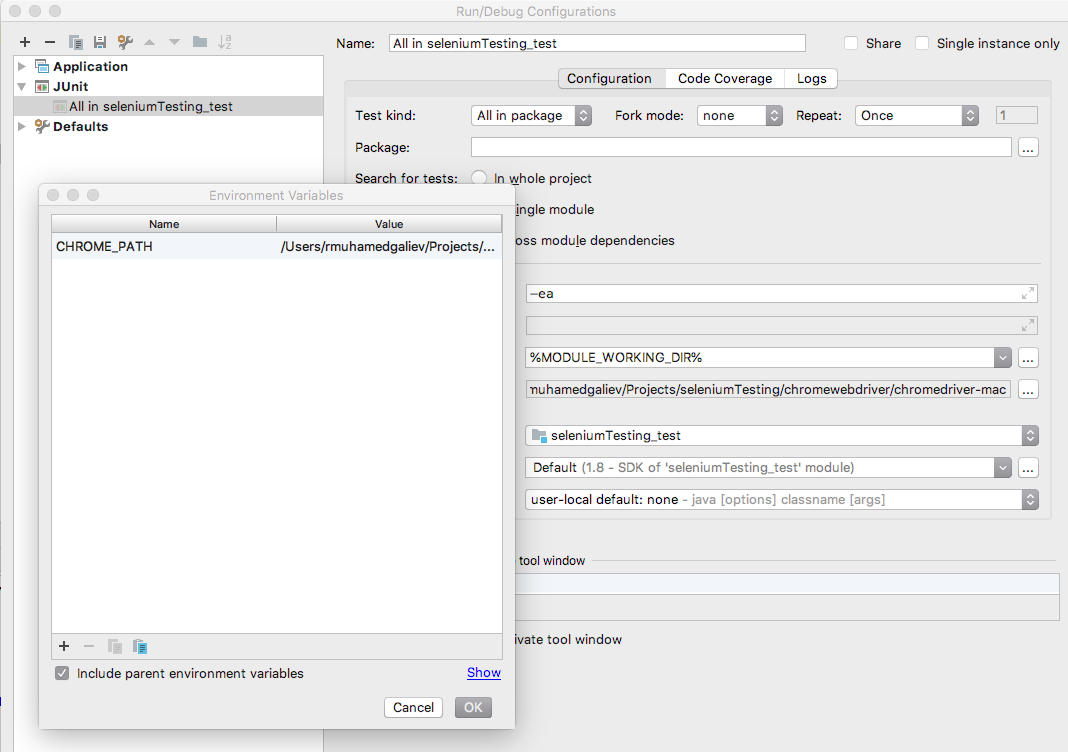 Run/Debug Configurations
Name: All in seleniumTesting_test Share Single instance only
Application
JUnit
All in seleniumTesting_test
Defaults
Configuration Code Coverage Logs
Test kind: All in package Fork mode: none Repeat: Once 1
Package: ...
Search for tests: In whole project
ingle module
oss module dependencies
-ea
%MODULE_WORKING_DIR% ...
muhamedgaliev/Projects/seleniumTesting/chromewebdriver/chromedriver-mac ...
seleniumTesting_test
Default (1.8 - SDK of 'seleniumTesting_test' module) ...
user-local default: none - java [options] classname [args]
tool window
ivate tool window
Environment Variables
Name Value
CHROME_PATH /Users/rmuhamedgaliev/Projects/...
Include parent environment variables Show
Cancel OK